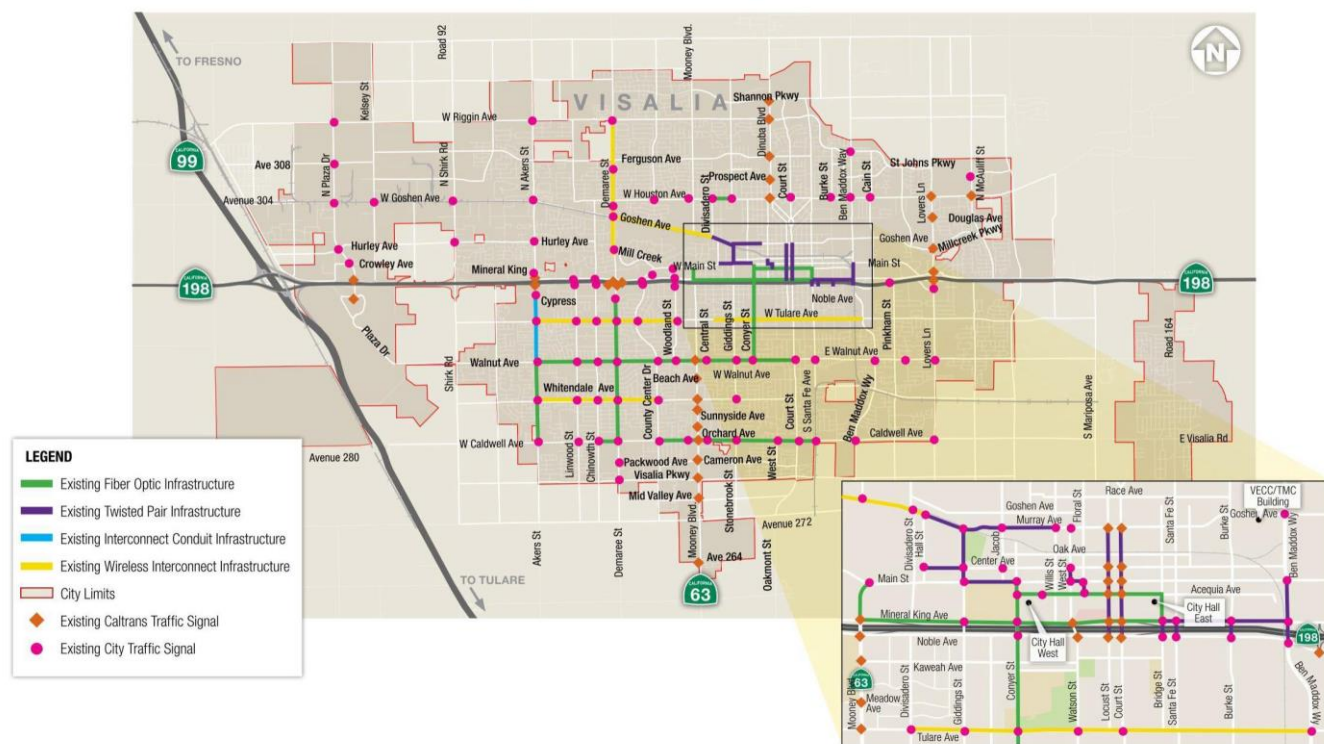 TO FRESNO
CALIFORNIA
99
Road 92
Mooney Blvd.
N
VISALIA
Kelsey St
W Riggin Ave
Shannon Pkwy
Dinuba Blvd
Ave 308
N Plaza Dr
N Shirk Rd
N Akers St
Demaree St
Ferguson Ave
Prospect Ave
Court St
Burke St
Ben Maddox Way
Cain St
St Johns Pkwy
N McAuliff St
Avenue 304
W Goshen Ave
W Houston Ave
Divisadero St
Lovers Ln
Douglas Ave
Goshen Ave
Hurley Ave
Hurley Ave
Mill Creek
Goshen Ave
Millcreek Pkwy
Crowley Ave
Mineral King
W Main St
Main St
CALIFORNIA
198
CALIFORNIA
198
Cypress
Noble Ave
Plaza Dr
Woodland St
Central St
Giddings St
Conyer St
W Tulare Ave
Pinkham St
Lovers Ln
Road 164
Shirk Rd
Walnut Ave
Beach Ave
W Walnut Ave
E Walnut Ave
Whitendale Ave
County Center Dr
Sunnyside Ave
Court St
S Santa Fe Ave
Ben Maddox Wy
S Mariposa Ave
W Caldwell Ave
Orchard Ave
Caldwell Ave
E Visalia Rd
Avenue 280
Linwood St
Chinowth St
Packwood Ave
Cameron Ave
West St
Visalia Pkwy
Mid Valley Ave
Stonebrook St
Avenue 272
Akers St
Demaree St
Mooney Blvd.
Ave 264
Oakmont St
TO TULARE
CALIFORNIA
63
LEGEND
Existing Fiber Optic Infrastructure
Existing Twisted Pair Infrastructure
Existing Interconnect Conduit Infrastructure
Existing Wireless Interconnect Infrastructure
City Limits
Existing Caltrans Traffic Signal
Existing City Traffic Signal
Race Ave
VECC/TMC
Building
Goshen Ave
Murray Ave
Floral St
Santa Fe St
Burke St
Goshen Ave
Divisadero St
Hall St
Jacob
Oak Ave
Ben Maddox Wy
Center Ave
Willis St
West St
Main St
Acequia Ave
Mineral King Ave
City Hall
East
Noble Ave
City Hall
West
CALIFORNIA
198
Kaweah Ave
CALIFORNIA
63
Meadow
Ave
Mooney Blvd
Divisadero St
Giddings St
Conyer St
Watson St
Locust St
Court St
Bridge St
Santa Fe St
Burke St
Ben Maddox Wy
Tulare Ave